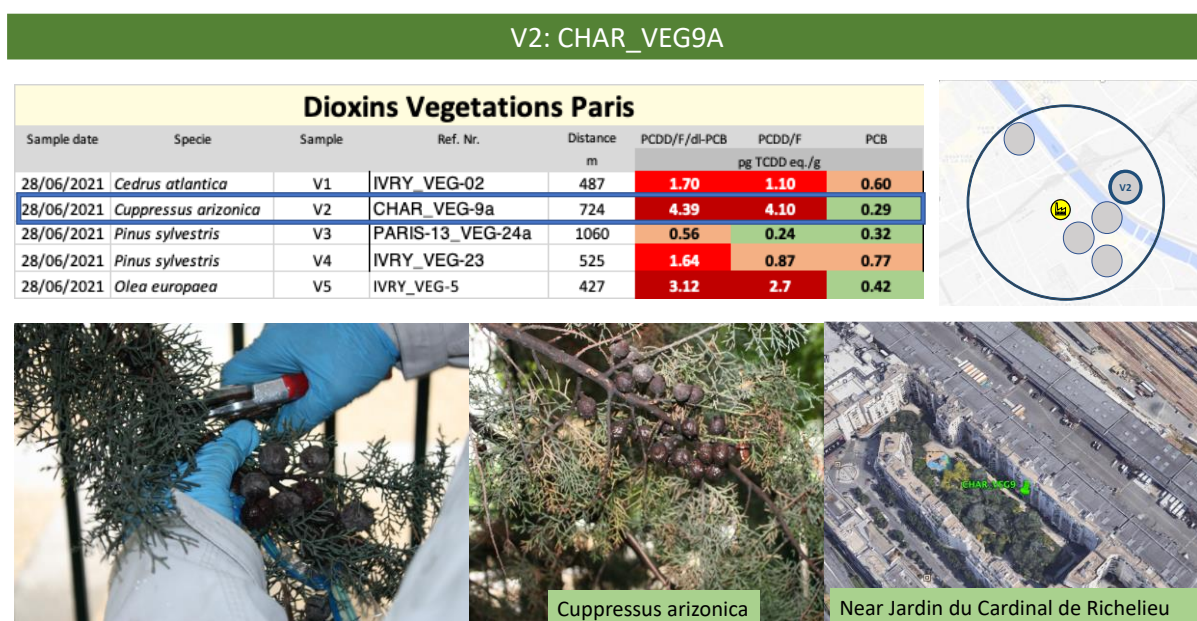 V2: CHAR_VEG9A
Dioxins Vegetations Paris
Sample date Specie Sample Ref. Nr. Distance PCDD/F/dl-PCB PCDD/F PCB
m pg TCDD eq./g
28/06/2021 Cedrus atlantica V1 IVRY_VEG-02 487 1.70 1.10 0.60
28/06/2021 Cuppressus arizonica V2 CHAR_VEG-9a 724 4.39 4.10 0.29
28/06/2021 Pinus sylvestris V3 PARIS-13_VEG-24a 1060 0.56 0.24 0.32
28/06/2021 Pinus sylvestris V4 IVRY_VEG-23 525 1.64 0.87 0.77
28/06/2021 Olea europaea V5 IVRY_VEG-5 427 3.12 2.7 0.42
V2
CHAR_VEG9
Cuppressus arizonica
Near Jardin du Cardinal de Richelieu